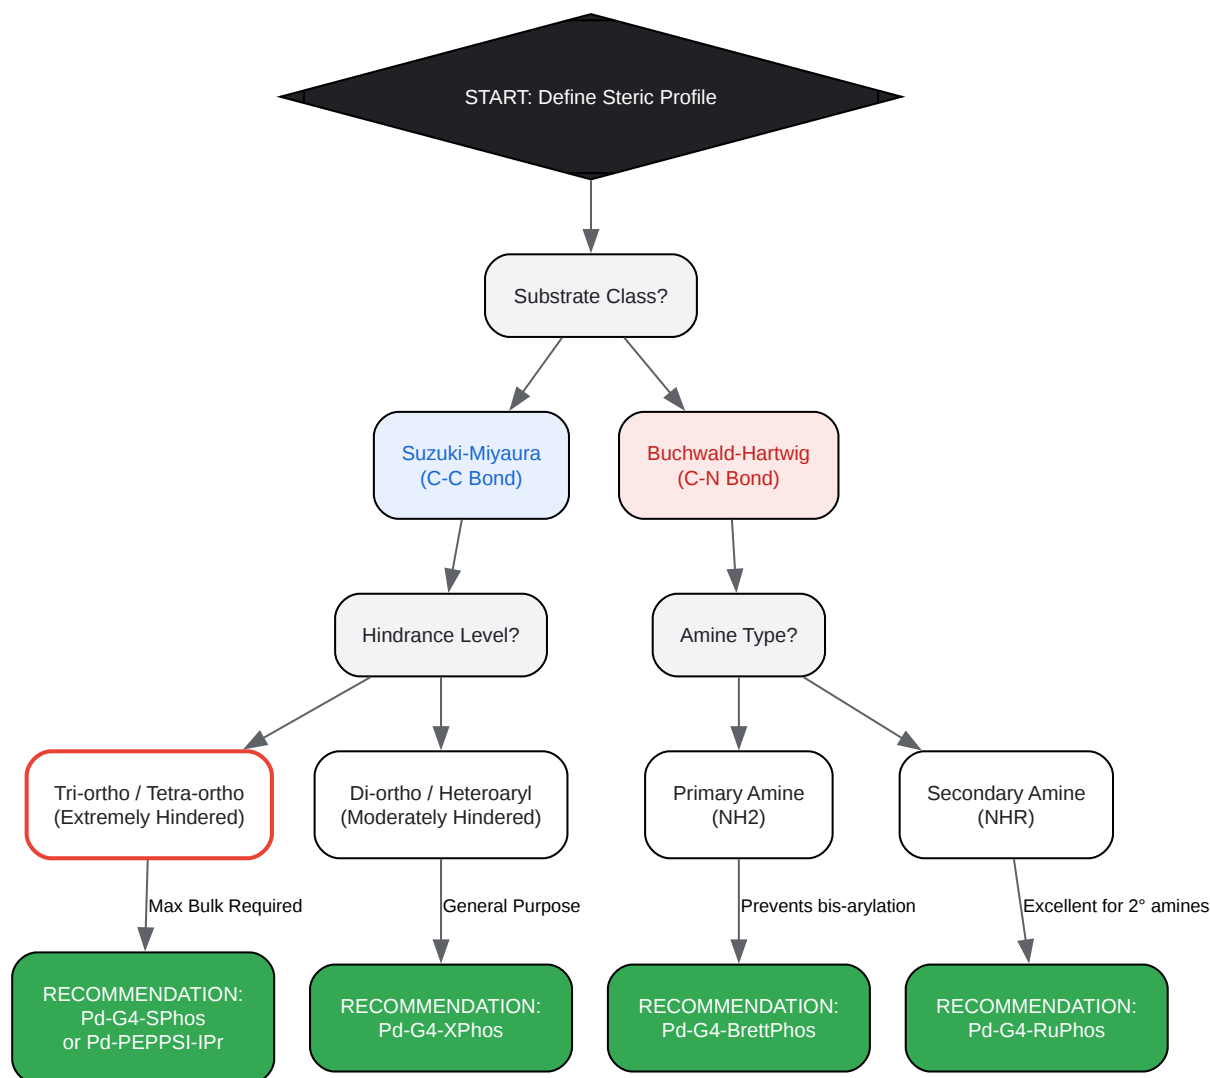 START: Define Steric Profile
Substrate Class?
Suzuki-Miyaura
(C-C Bond)
Buchwald-Hartwig
(C-N Bond)
Hindrance Level?
Amine Type?
Tri-ortho / Tetra-ortho
(Extremely Hindered)
Di-ortho / Heteroaryl
(Moderately Hindered)
Primary Amine
(NH2)
Secondary Amine
(NHR)
Max Bulk Required
General Purpose
Prevents bis-arylation
Excellent for 2° amines
RECOMMENDATION:
Pd-G4-SPhos
or Pd-PEPPSI-IPr
RECOMMENDATION:
Pd-G4-XPhos
RECOMMENDATION:
Pd-G4-BrettPhos
RECOMMENDATION:
Pd-G4-RuPhos